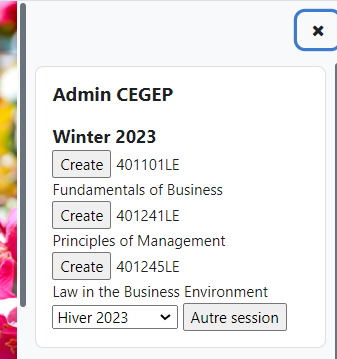 Admin CEGEP
Winter 2023
Create 401101LE
Fundamentals of Business
Create 401241LE
Principles of Management
Create 401245LE
Law in the Business Environment
Hiver 2023 Autre session